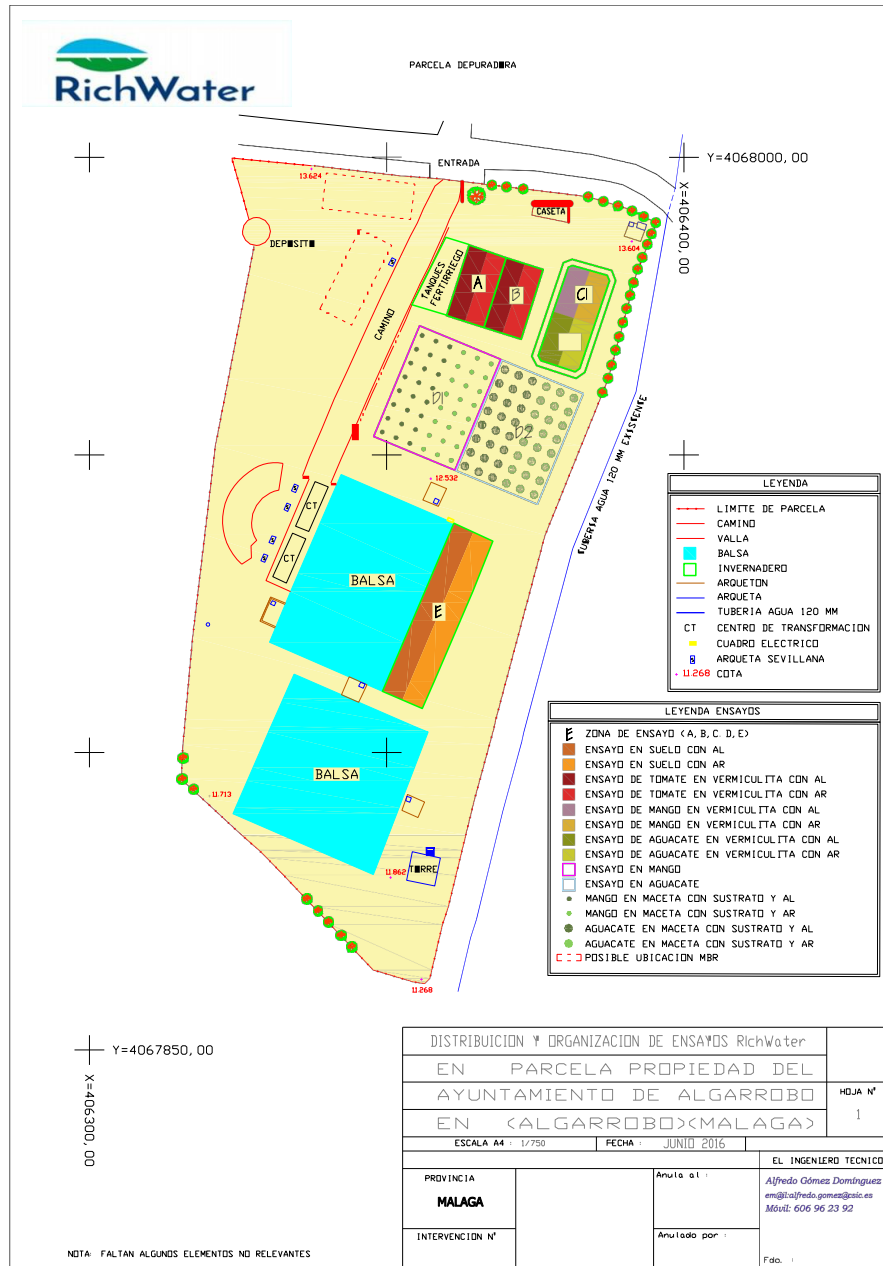 RichWater
PARCELA DEPURADORA
ENTRADA
Y=4068000,00
X=406400,00
13.624
CASETA
13.604
DEPOSITO
TANQUES
FERTIRRIEGO
A
B
C1
CAMINO
D1
D2
TUBERIA AGUA 120 MM EXISTENTE
12.532
CT
CT
BALSA
E
BALSA
11.713
11.862
TORRE
11.268
LEYENDA
LIMITE DE PARCELA
CAMINO
VALLA
BALSA
INVERNADERO
ARQUETON
ARQUETA
TUBERIA AGUA 120 MM
CT CENTRO DE TRANSFORMACION
CUADRO ELECTRICO
ARQUETA SEVILLANA
11.268 COTA
LEYENDA ENSAYOS
E ZONA DE ENSAYO (A, B, C. D, E)
ENSAYO EN SUELO CON AL
ENSAYO EN SUELO CON AR
ENSAYO DE TOMATE EN VERMICULITA CON AL
ENSAYO DE TOMATE EN VERMICULITA CON AR
ENSAYO DE MANGO EN VERMICULITA CON AL
ENSAYO DE MANGO EN VERMICULITA CON AR
ENSAYO DE AGUACATE EN VERMICULITA CON AL
ENSAYO DE AGUACATE EN VERMICULITA CON AR
ENSAYO EN MANGO
ENSAYO EN AGUACATE
MANGO EN MACETA CON SUSTRATO Y AL
MANGO EN MACETA CON SUSTRATO Y AR
AGUACATE EN MACETA CON SUSTRATO Y AL
AGUACATE EN MACETA CON SUSTRATO Y AR
POSIBLE UBICACION MBR
Y=4067850,00
X=406300,00
DISTRIBUICION Y ORGANIZACION DE ENSAYOS RichWater
EN PARCELA PROPIEDAD DEL
AYUNTAMIENTO DE ALGARROBO
EN (ALGARROBO)(MALAGA)
HOJA Nº
1
ESCALA A4 : 1/750
FECHA : JUNIO 2016
EL INGENIERO TECNICO
PROVINCIA
MALAGA
INTERVENCION Nº
Anula al :
Anulado por :
Alfredo Gómez Domínguez
em@il:alfredo.gomez@csic.es
Móvil: 606 96 23 92
Fdo. :
NOTA: FALTAN ALGUNOS ELEMENTOS NO RELEVANTES